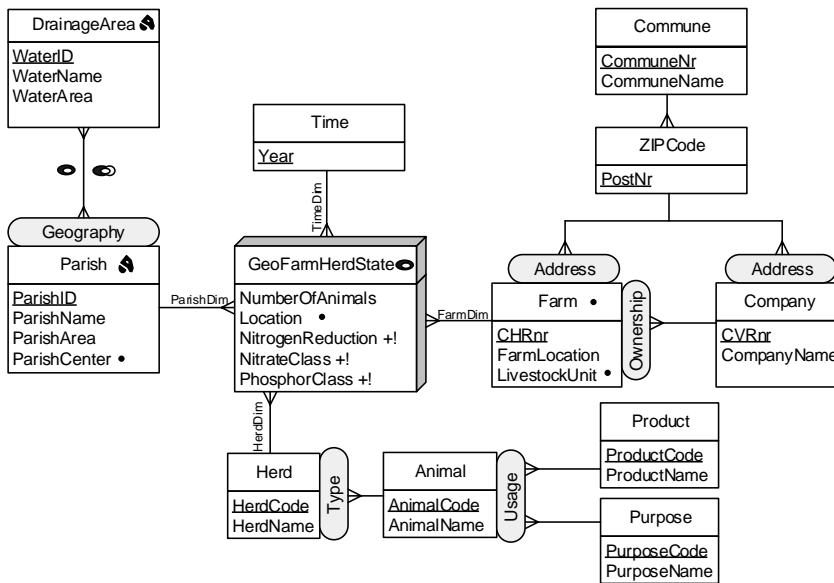 DrainageArea
WaterID
WaterName
WaterArea
Geography
Parish
ParishID
ParishName
ParishArea
ParishCenter
ParishDim
Time
Year
TimeDim
GeoFarmHerdState
NumberOfAnimals
Location
NitrogenReduction +!
NitrateClass +!
PhosphorClass +!
HerdDim
Herd
HerdCode
HerdName
Type
Animal
AnimalCode
AnimalName
Usage
Product
ProductCode
ProductName
Purpose
PurposeCode
PurposeName
FarmDim
Address
Farm
CHRnr
FarmLocation
LivestockUnit
Ownership
Address
Company
CVRnr
CompanyName
Commune
CommuneNr
CommuneName
ZIPCode
PostNr